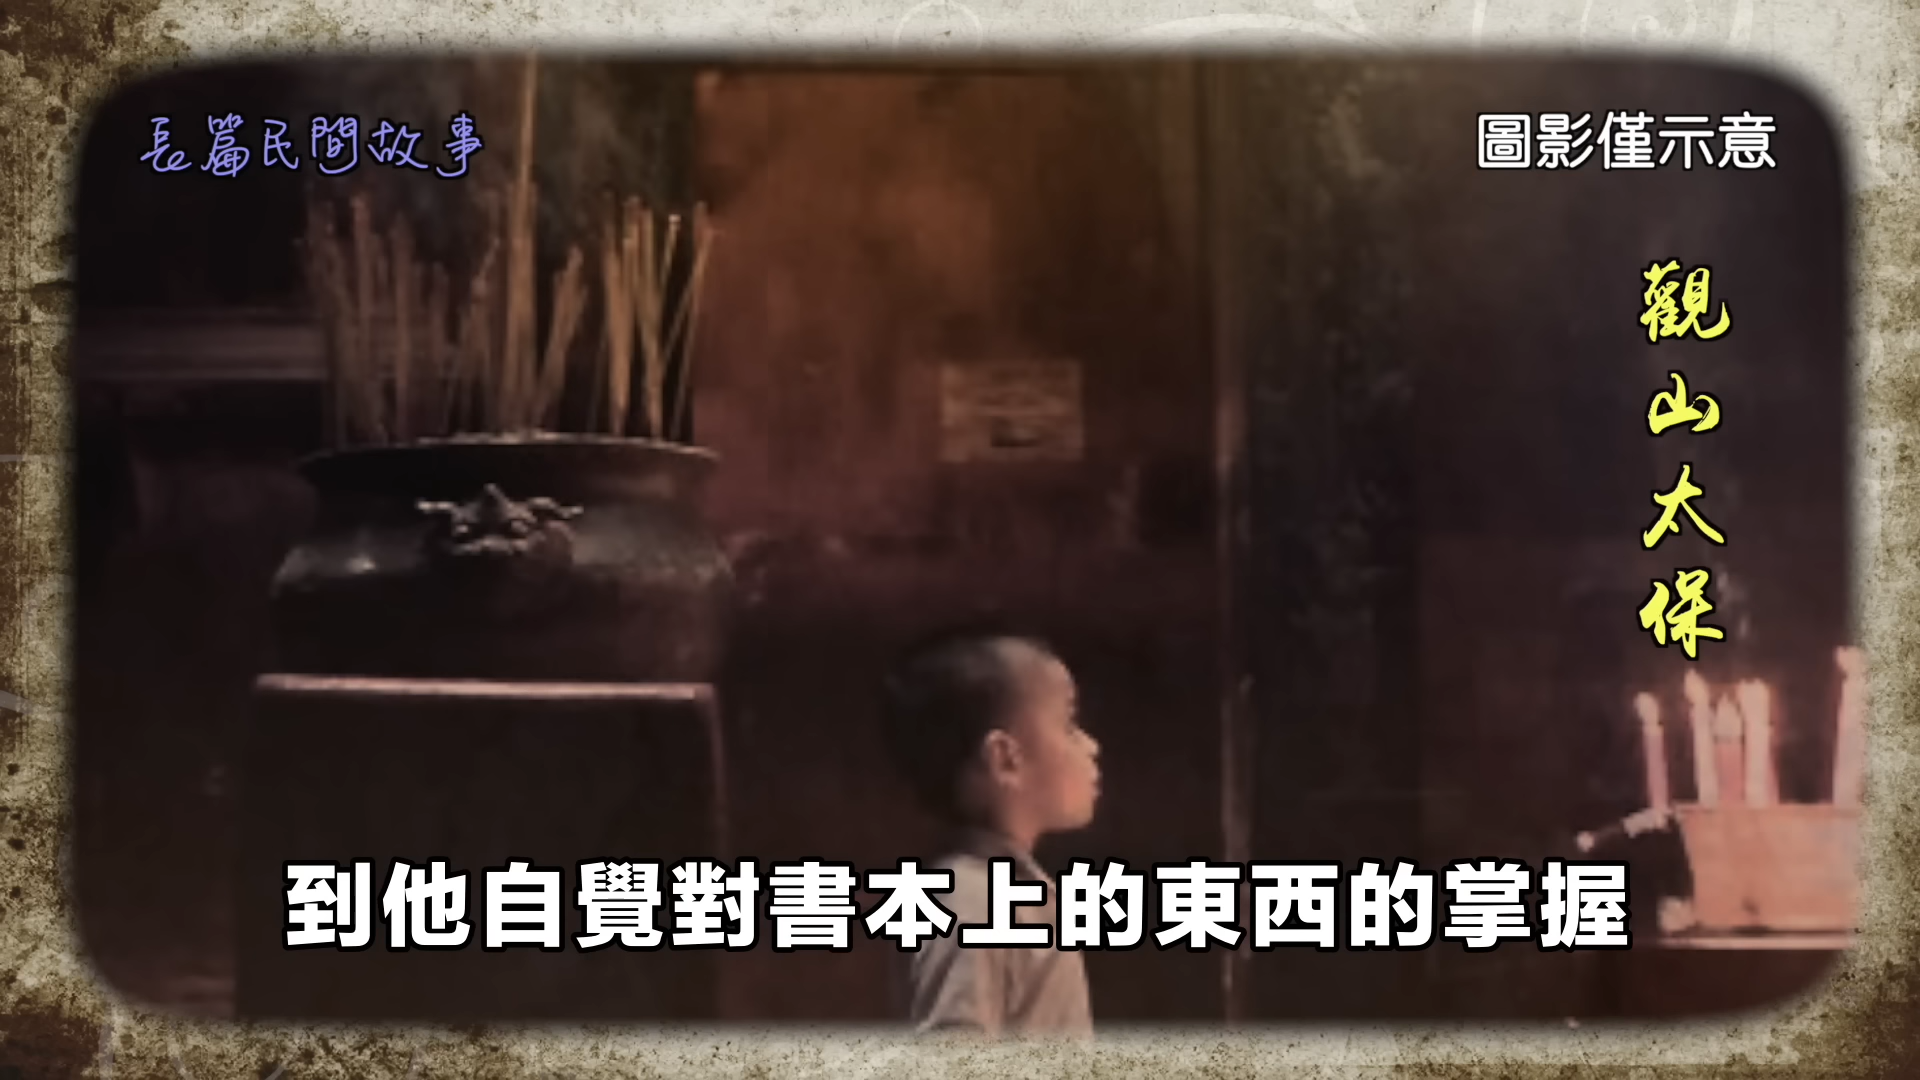 長篇民間故事
圖影僅示意
觀山太保
到他自覺對書本上的東西的掌握